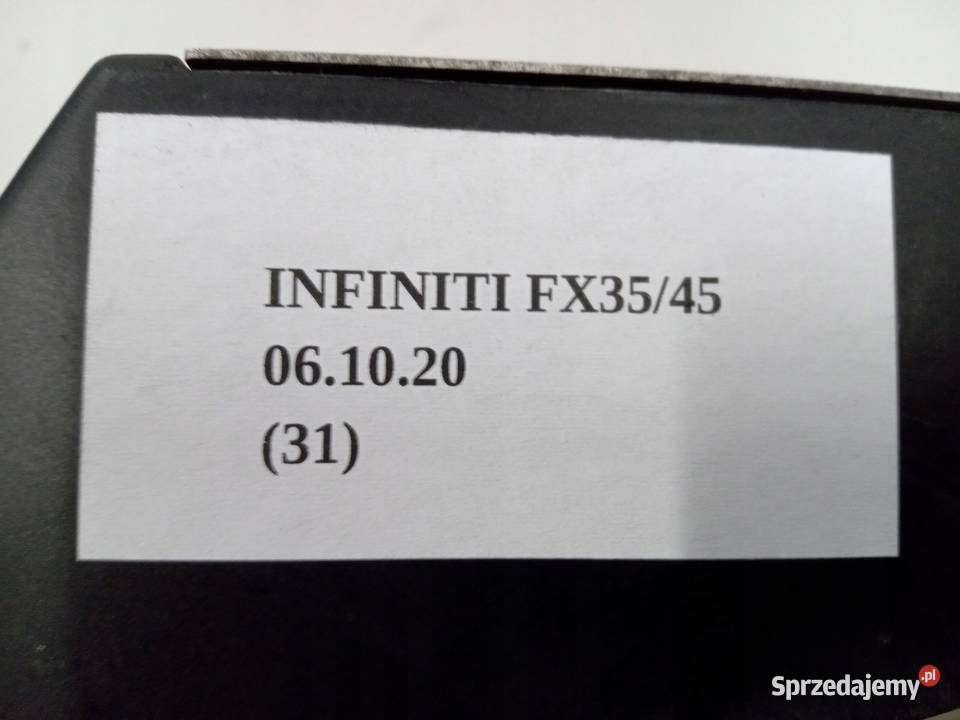 INFINITI FX35/45
06.10.20
(31)
Sprzedajemy.pl